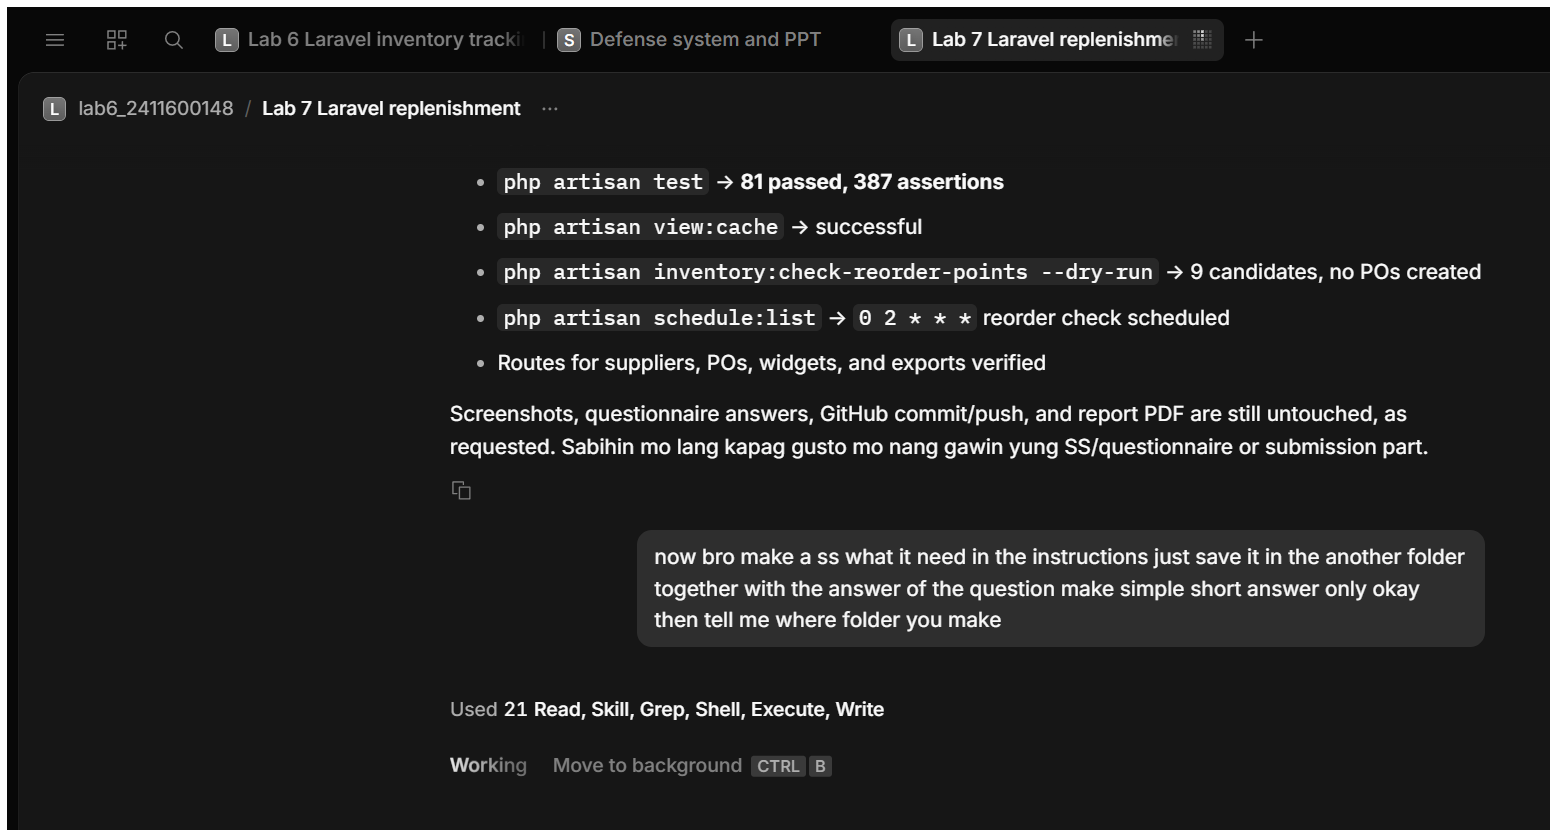 L Lab 6 Laravel inventory tracki
S Defense system and PPT
L Lab 7 Laravel replenishme
L lab6_2411600148 / Lab 7 Laravel replenishment ...
• php artisan test → 81 passed, 387 assertions
• php artisan view:cache → successful
• php artisan inventory:check-reorder-points --dry-run → 9 candidates, no POs created
• php artisan schedule:list → 0 2 * * * reorder check scheduled
• Routes for suppliers, POs, widgets, and exports verified
Screenshots, questionnaire answers, GitHub commit/push, and report PDF are still untouched, as
requested. Sabihin mo lang kapag gusto mo nang gawin yung SS/questionnaire or submission part.
now bro make a ss what it need in the instructions just save it in the another folder
together with the answer of the question make simple short answer only okay
then tell me where folder you make
Used 21 Read, Skill, Grep, Shell, Execute, Write
Working Move to background CTRL B